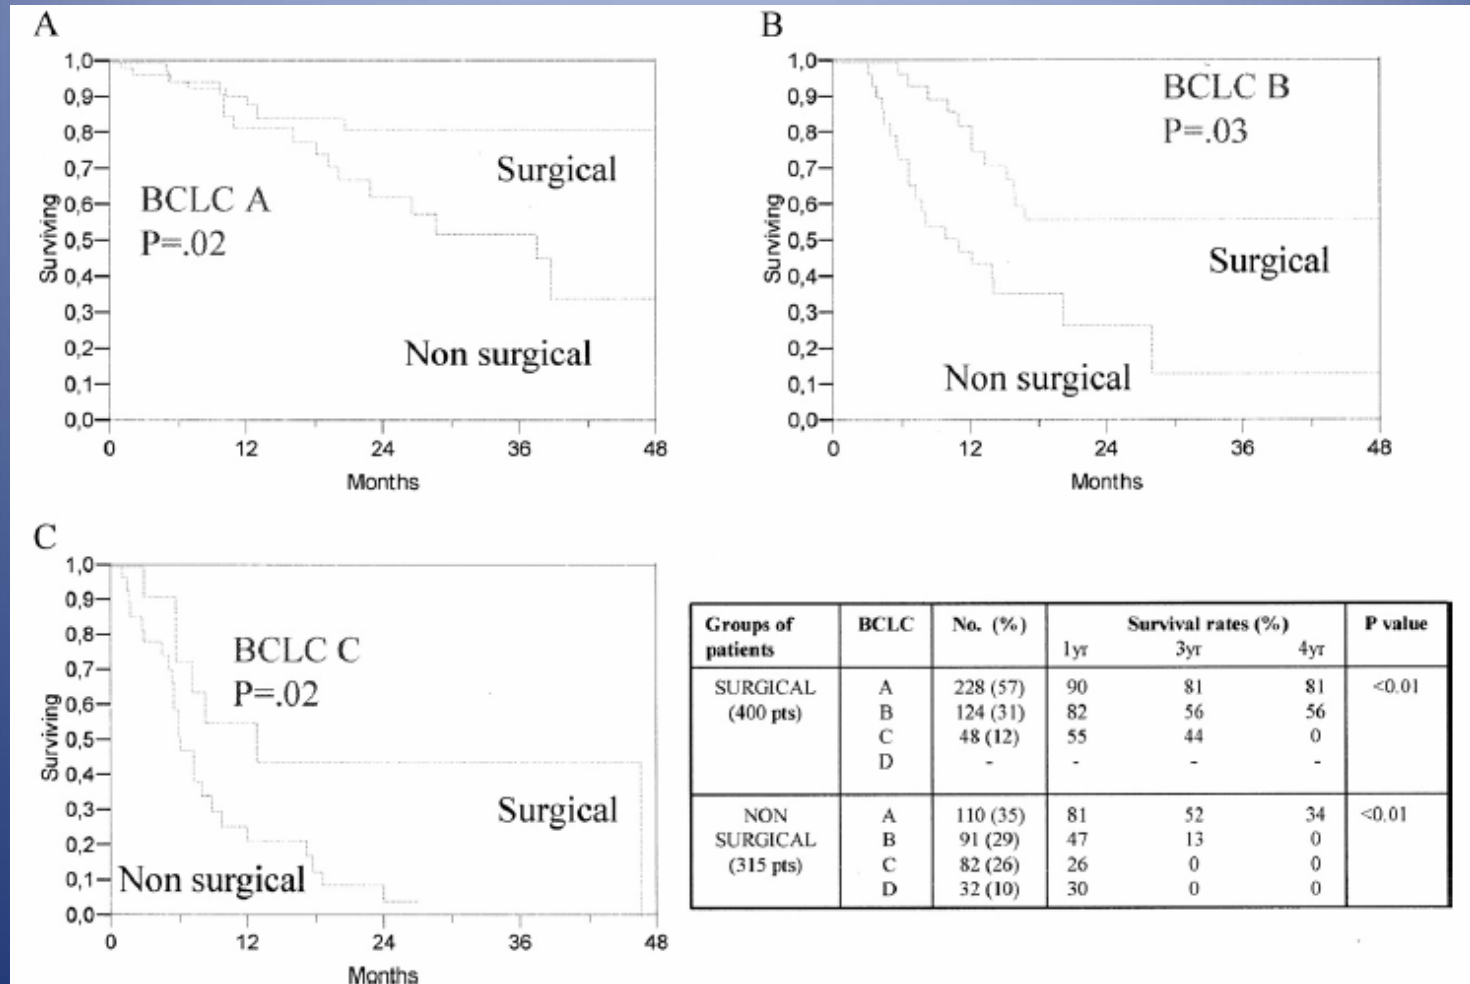 A
1,0
0,9
0,8
0,7
0,6
0,5
0,4
0,3
0,2
0,1
0,0
Surviving
BCLC A
P=.02
Surgical
Non surgical
0 12 24 36 48
Months
B
1,0
0,9
0,8
0,7
0,6
0,5
0,4
0,3
0,2
0,1
0,0
Surviving
BCLC B
P=.03
Surgical
Non surgical
0 12 24 36 48
Months
C
1,0
0,9
0,8
0,7
0,6
0,5
0,4
0,3
0,2
0,1
0,0
Surviving
BCLC C
P=.02
Surgical
Non surgical
0 12 24 36 48
Months
Groups of BCLC No. (%) Survival rates (%) P value
patients 1yr 3yr 4yr
SURGICAL A 228 (57) 90 81 81 <0.01
(400 pts) B 124 (31) 82 56 56
C 48 (12) 55 44 0
D - - - -
NON A 110 (35) 81 52 34 <0.01
SURGICAL B 91 (29) 47 13 0
(315 pts) C 82 (26) 26 0 0
D 32 (10) 30 0 0